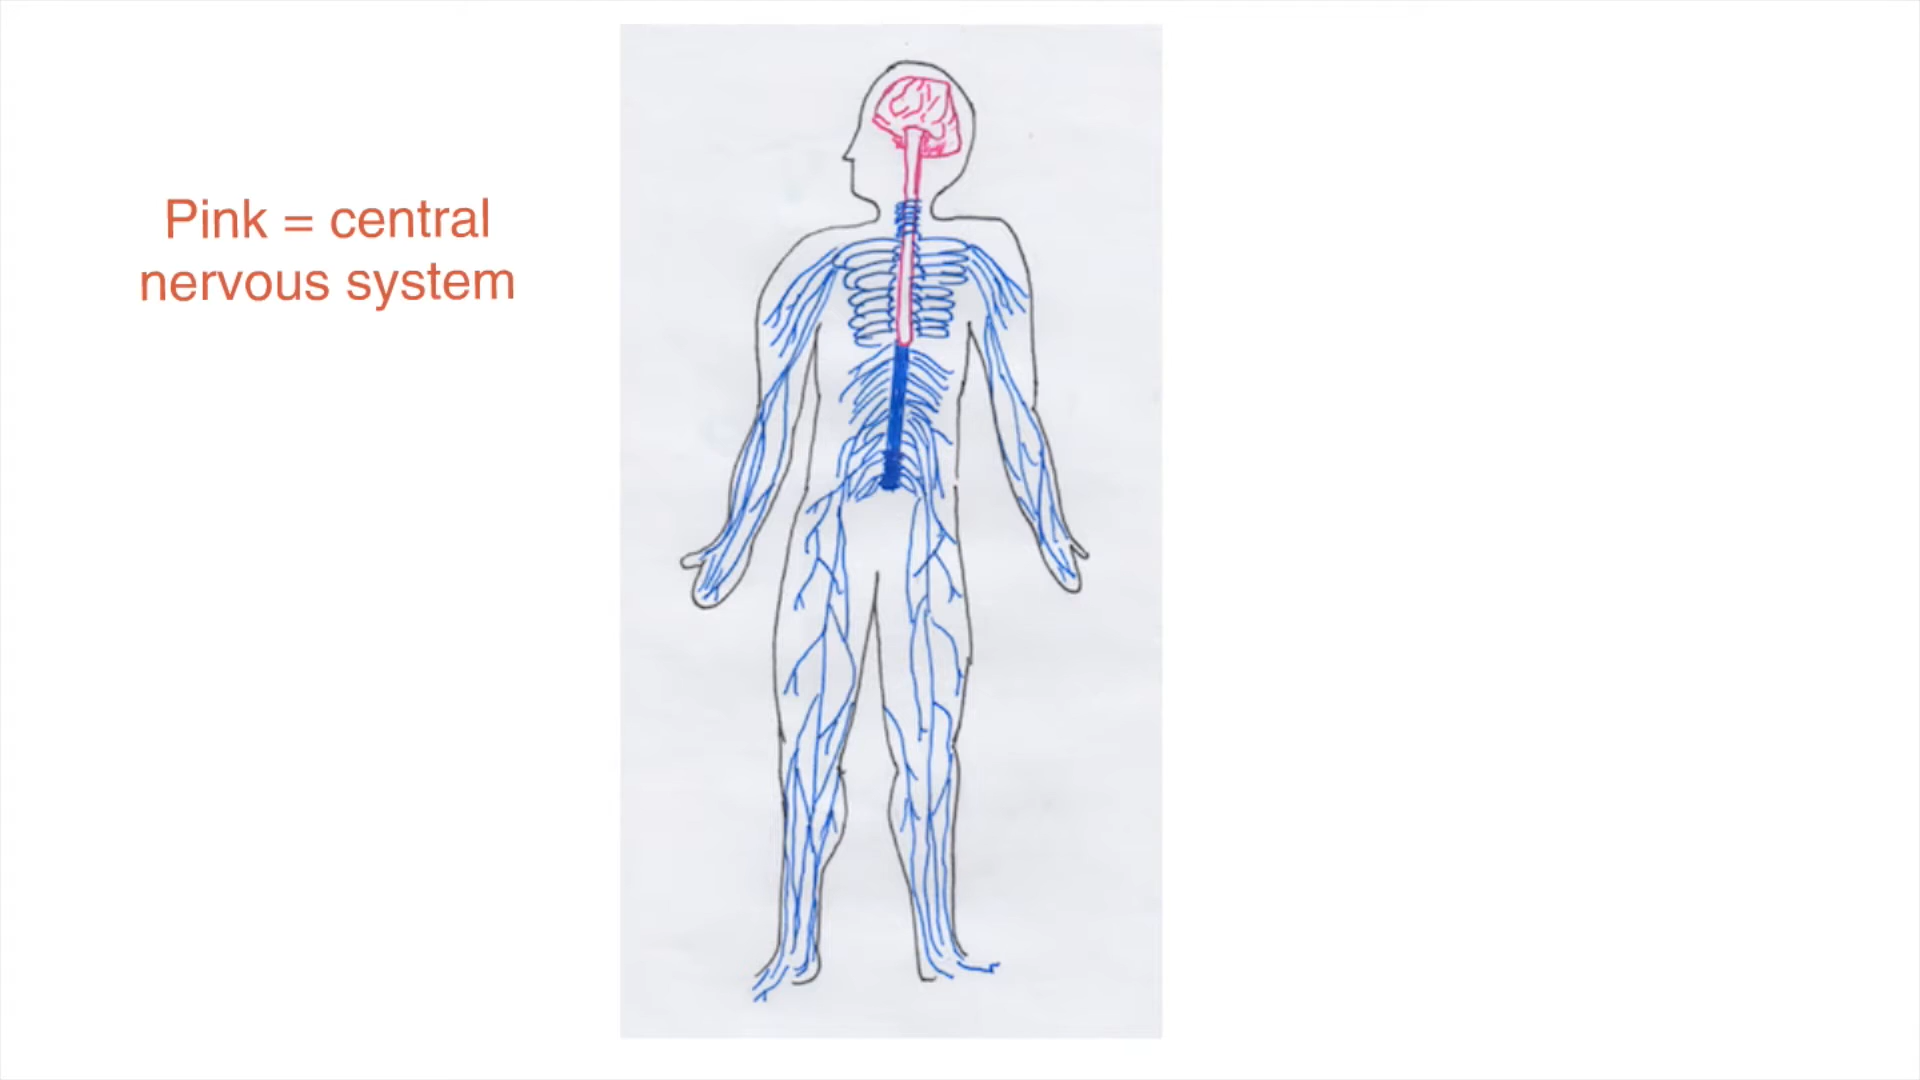 Pink = central
nervous system